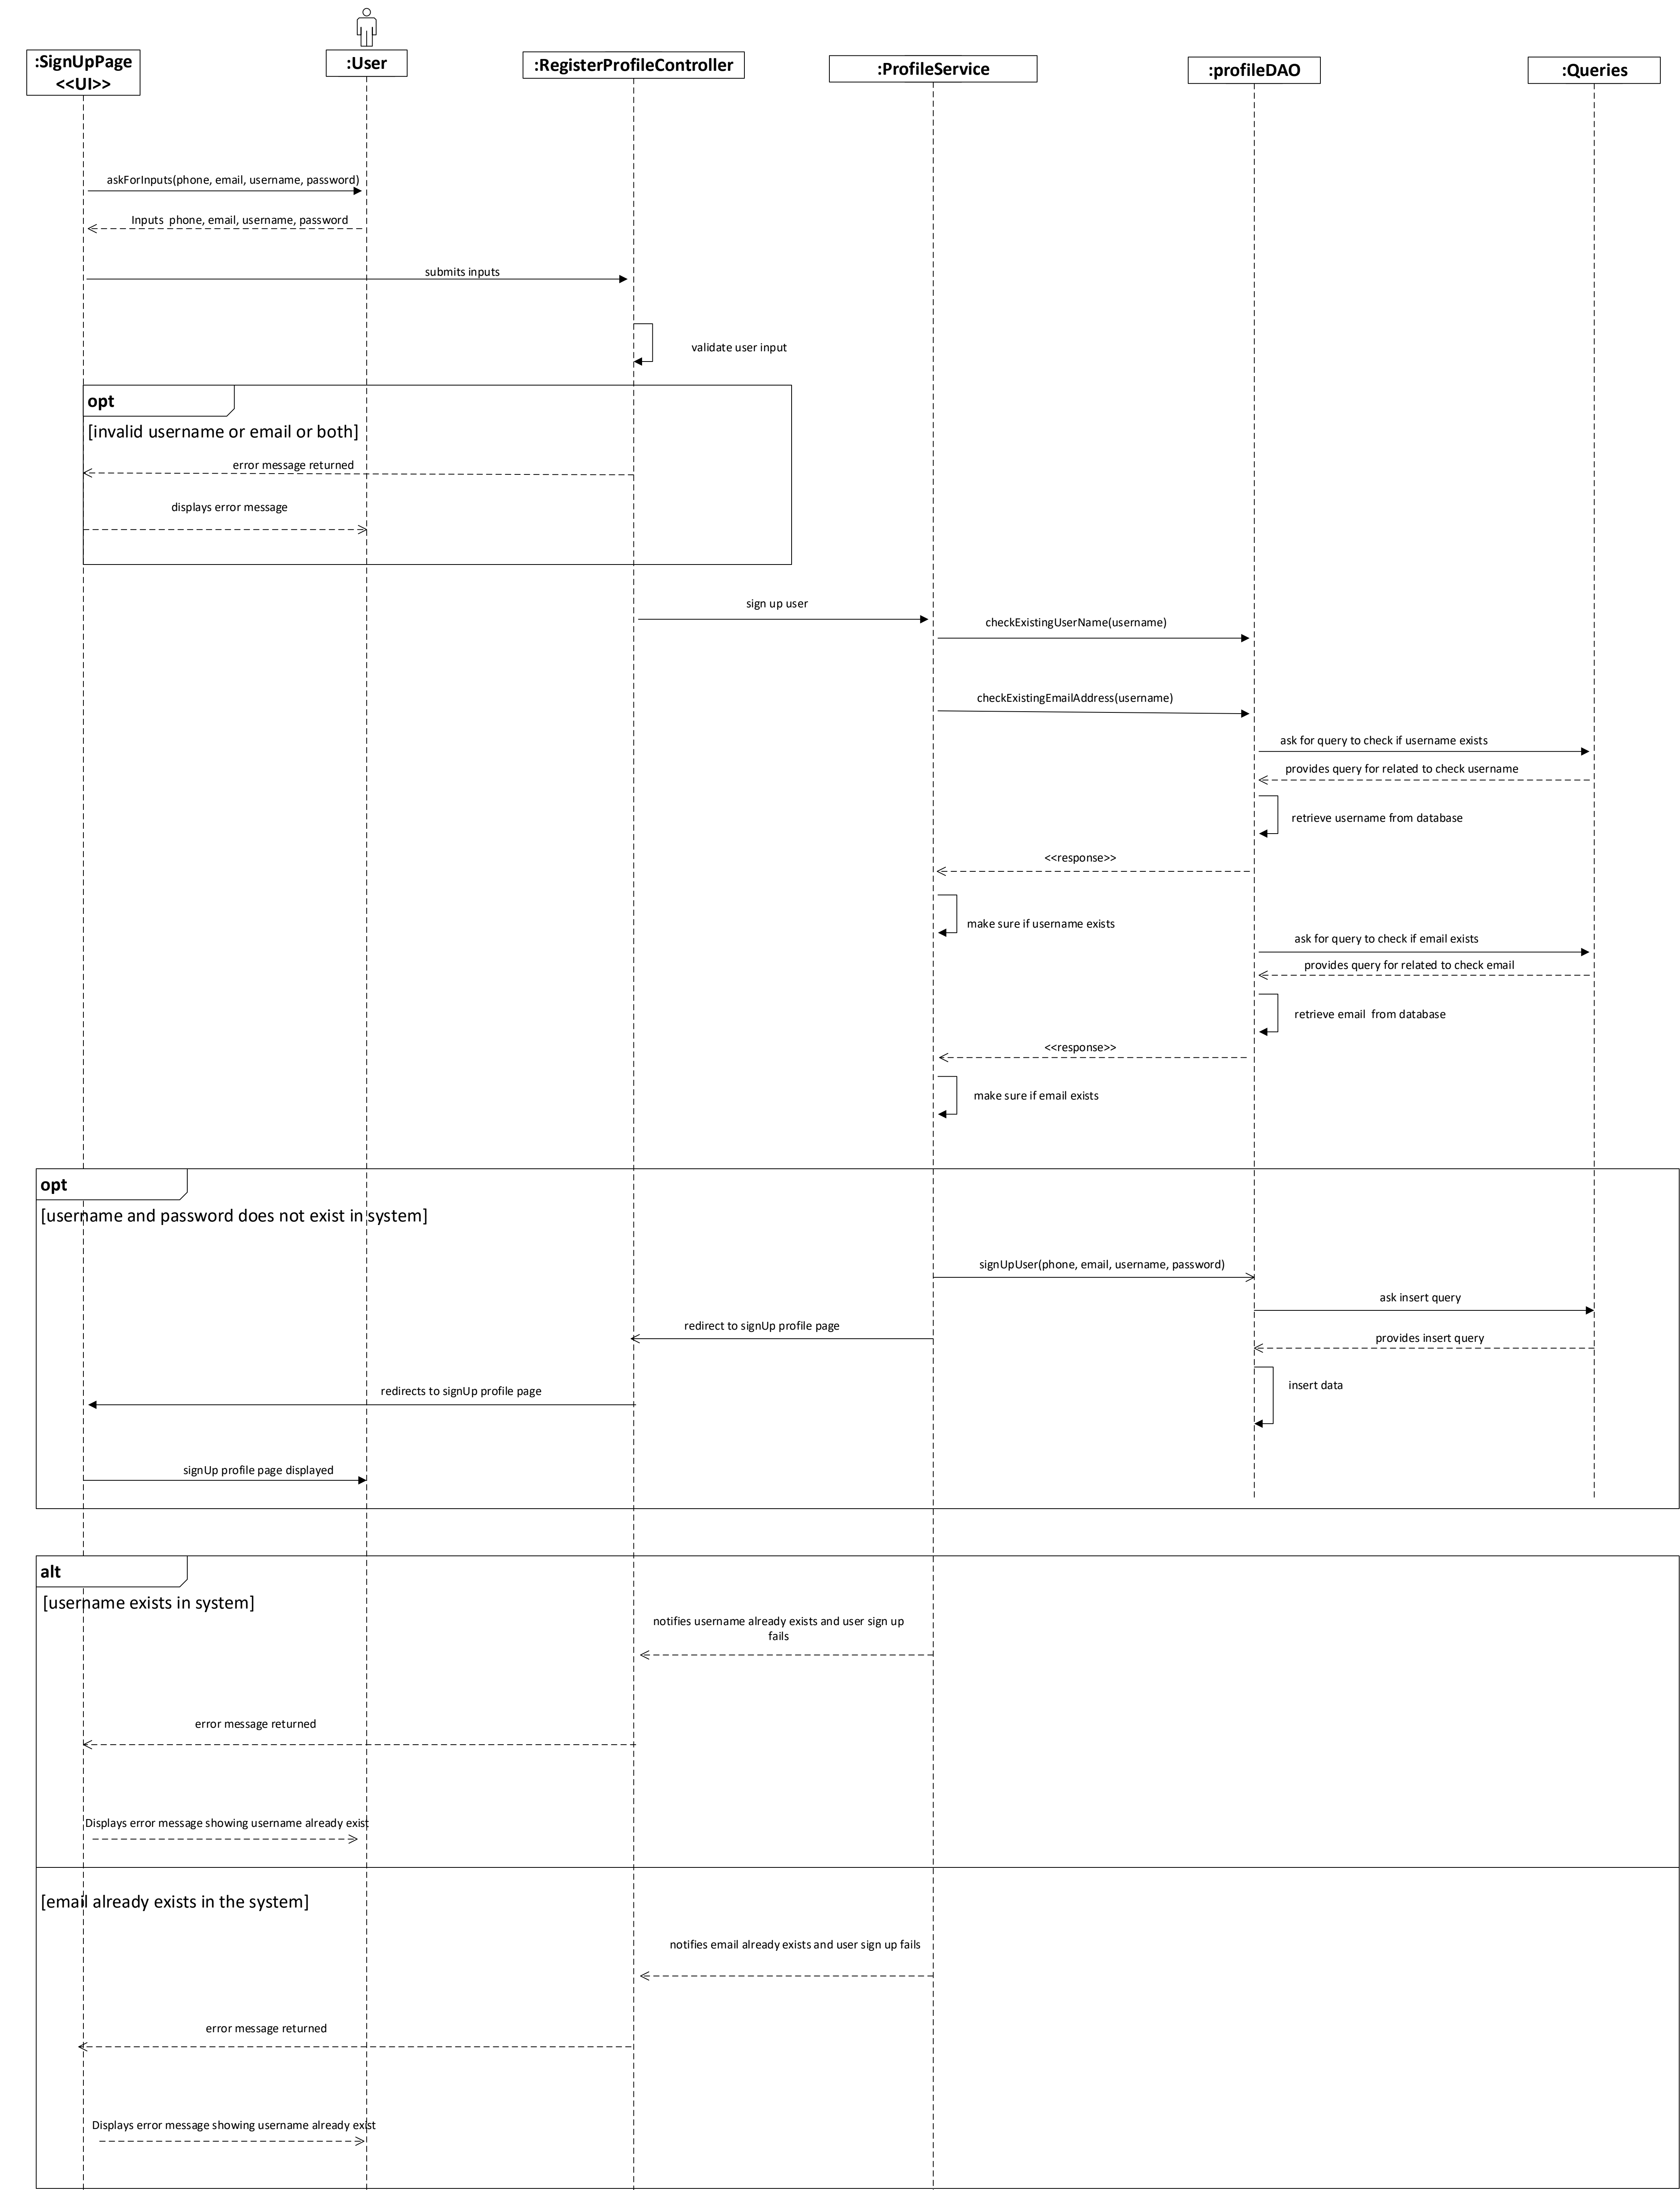 :SignUpPage
<<UI>>
:User
:RegisterProfileController
:ProfileService
:profileDAO
:Queries
askForInputs(phone, email, username, password)
Inputs  phone, email, username, password
submits inputs
validate user input
opt
[invalid username or email or both]
error message returned
displays error message
sign up user
checkExistingUserName(username)
checkExistingEmailAddress(username)
ask for query to check if username exists
provides query for related to check username
retrieve username from database
<<response>>
make sure if username exists
ask for query to check if email exists
provides query for related to check email
retrieve email  from database
<<response>>
make sure if email exists
opt
[username and password does not exist in system]
signUpUser(phone, email, username, password)
ask insert query
redirect to signUp profile page
provides insert query
insert data
redirects to signUp profile page
signUp profile page displayed
alt
[username exists in system]
notifies username already exists and user sign up
fails
error message returned
Displays error message showing username already exist
[email already exists in the system]
notifies email already exists and user sign up fails
error message returned
Displays error message showing username already exist